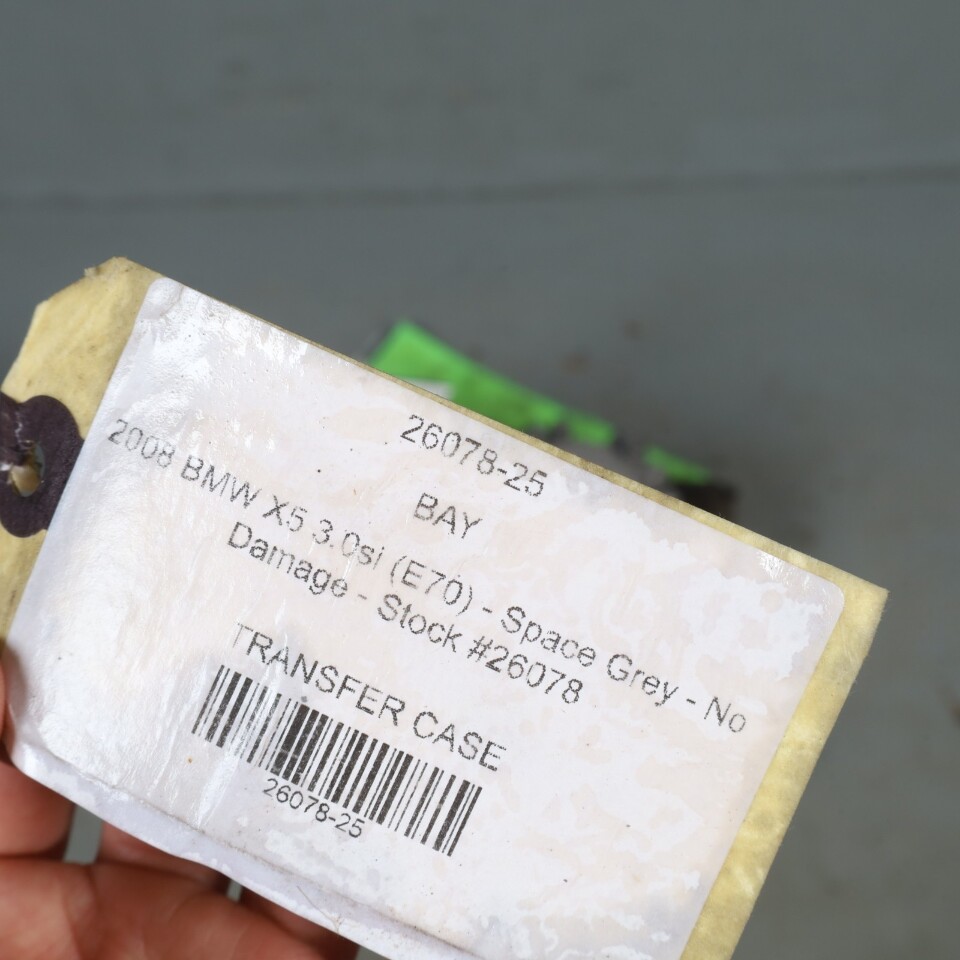 26078-25
BAY
2008 BMW X5 3.0si (E70) - Space Grey - No
Damage - Stock #26078
TRANSFER CASE
26078-25